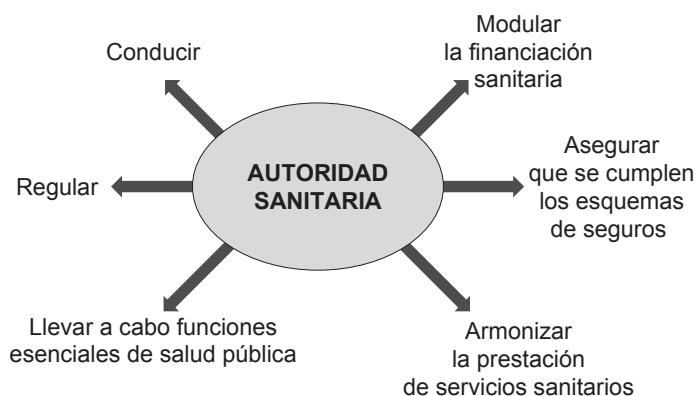 Conducir
Modular
la financiación
sanitaria
Regular
AUTORIDAD
SANITARIA
Asegurar
que se cumplen
los esquemas
de seguros
Llevar a cabo funciones
esenciales de salud pública
Armonizar
la prestación
de servicios sanitarios